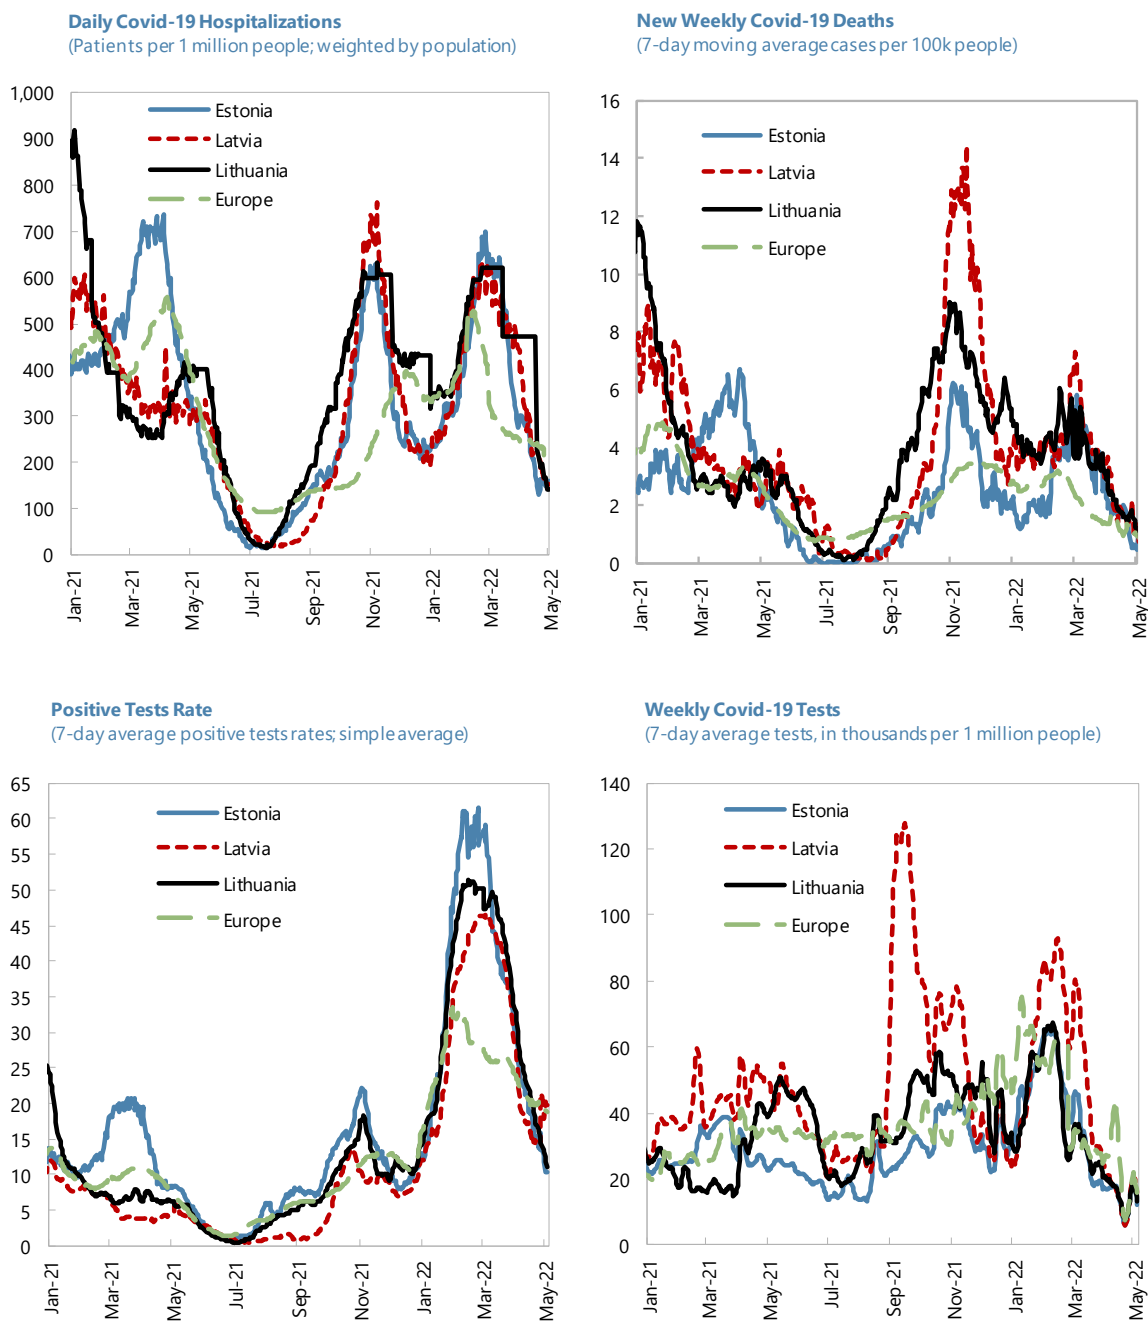 Daily Covid-19 Hospitalizations
(Patients per 1 million people; weighted by population)
1,000
900
800
700
600
500
400
300
200
100
0
Estonia
Latvia
Lithuania
Europe
Jan-21
Mar-21
May-21
Jul-21
Sep-21
Nov-21
Jan-22
Mar-22
May-22
New Weekly Covid-19 Deaths
(7-day moving average cases per 100k people)
16
14
12
10
8
6
4
2
0
Estonia
Latvia
Lithuania
Europe
Jan-21
Mar-21
May-21
Jul-21
Sep-21
Nov-21
Jan-22
Mar-22
May-22
Positive Tests Rate
(7-day average positive tests rates; simple average)
65
60
55
50
45
40
35
30
25
20
15
10
5
0
Estonia
Latvia
Lithuania
Europe
Jan-21
Mar-21
May-21
Jul-21
Sep-21
Nov-21
Jan-22
Mar-22
May-22
Weekly Covid-19 Tests
(7-day average tests, in thousands per 1 million people)
140
120
100
80
60
40
20
0
Estonia
Latvia
Lithuania
Europe
Jan-21
Mar-21
May-21
Jul-21
Sep-21
Nov-21
Jan-22
Mar-22
May-22